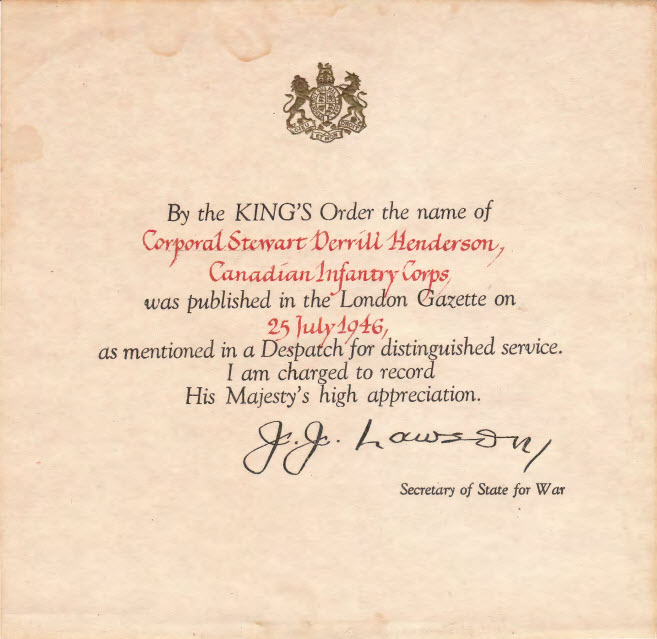 By the KING'S Order the name of
Corporal Stewart Derrill Henderson,
Canadian Infantry Corps,
was published in the London Gazette on
25 July 1946,
as mentioned in a Despatch for distinguished service.
I am charged to record
His Majesty's high appreciation.
J.J. Lawson
Secretary of State for War